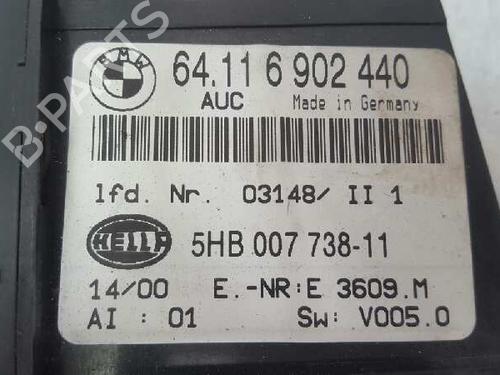 BMW
64.11 6 902 440
AUC Made in Germany
lfd. Nr. 03148/ II 1
HELLA 5HB 007 738-11
14/00 E.-NR:E 3609.M
AI : 01 Sw: V005.0
B-PARTS